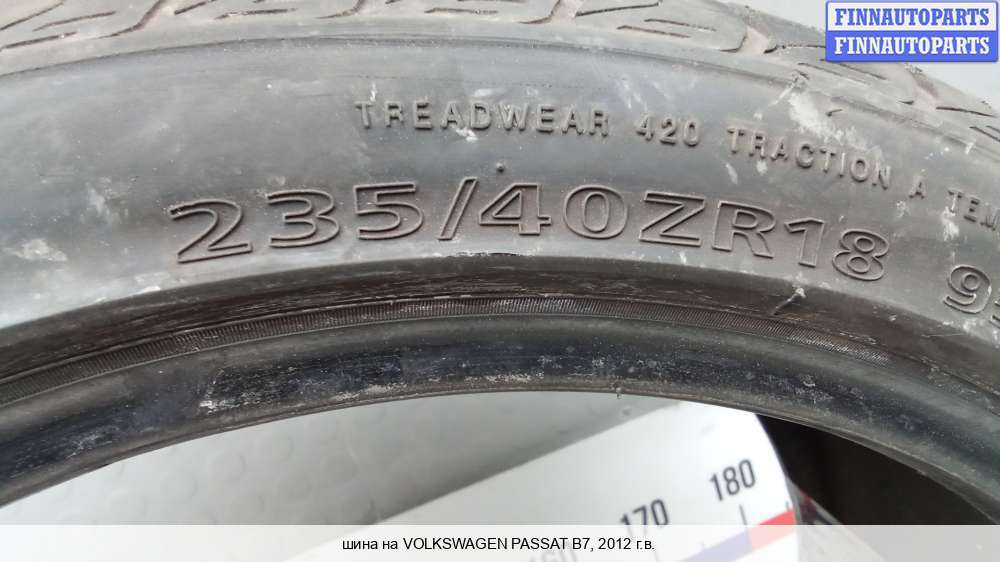 FINNAUTOPARTS
FINNAUTOPARTS
TREADWEAR 420 TRACTION A
235/40ZR18
180
170
шина на VOLKSWAGEN PASSAT B7, 2012 г.в.